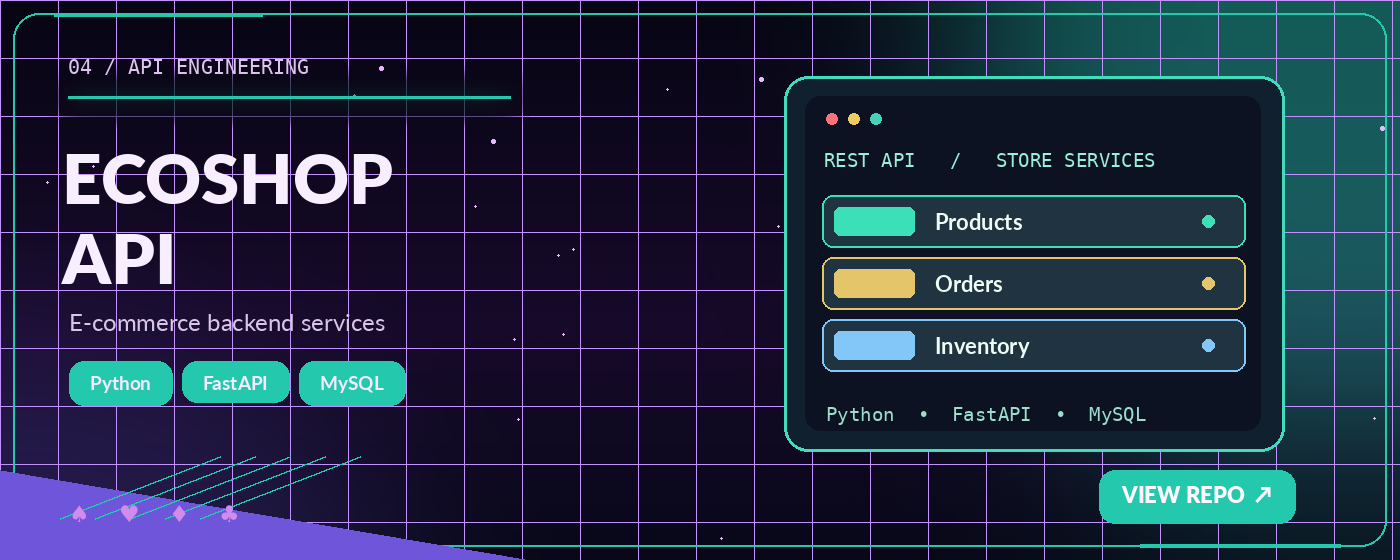 04 / API ENGINEERING
ECOSHOP
API
E-commerce backend services
Python FastAPI MySQL
REST API / STORE SERVICES
Products
Orders
Inventory
Python • FastAPI • MySQL
VIEW REPO ↗